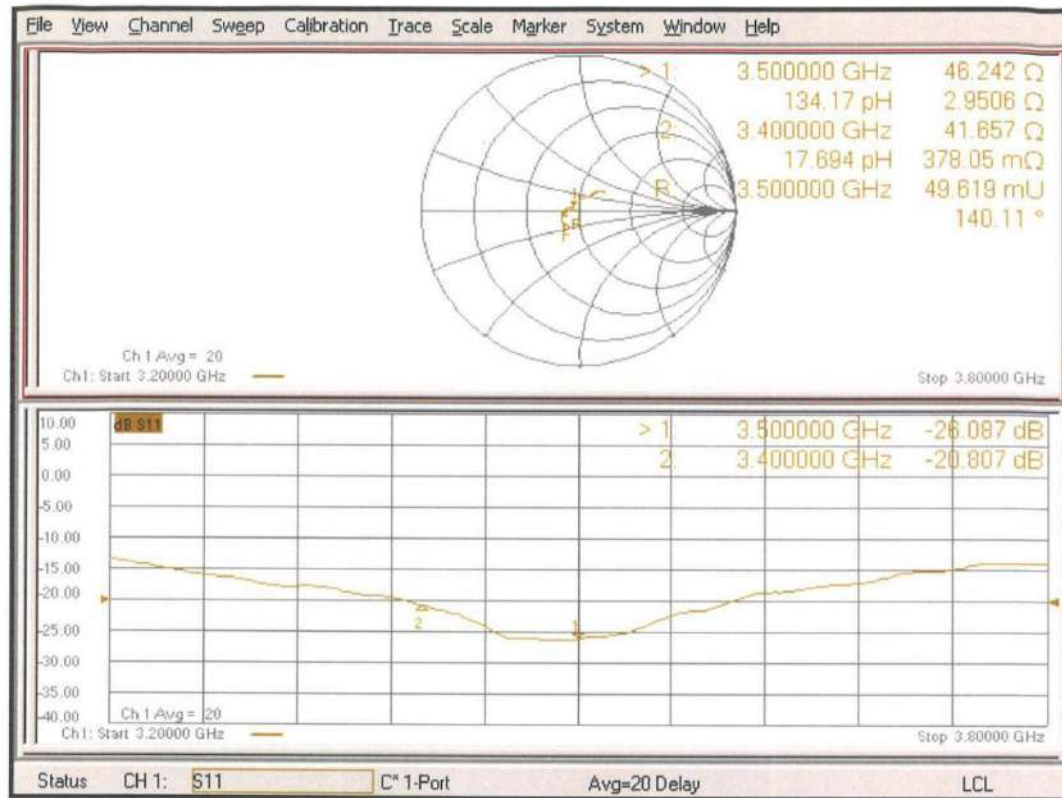 File View Channel Sweep Calibration Trace Scale Marker System Window Help
> 1: 3.500000 GHz 46.242 Ω
134.17 pH 2.9506 Ω
2: 3.400000 GHz 41.657 Ω
17.694 pH 378.05 mΩ
R: 3.500000 GHz 49.619 mU
140.11 °
1
R
Ch 1 Avg = 20
Ch1: Start 3.20000 GHz Stop 3.80000 GHz
10.00 dB S11 > 1: 3.500000 GHz -26.087 dB
5.00 2: 3.400000 GHz -20.807 dB
0.00
-5.00
-10.00
-15.00
-20.00
2 1
-25.00
-30.00
-35.00
-40.00 Ch 1 Avg = 20
Ch1: Start 3.20000 GHz Stop 3.80000 GHz
Status CH 1: S11 C* 1-Port Avg=20 Delay LCL